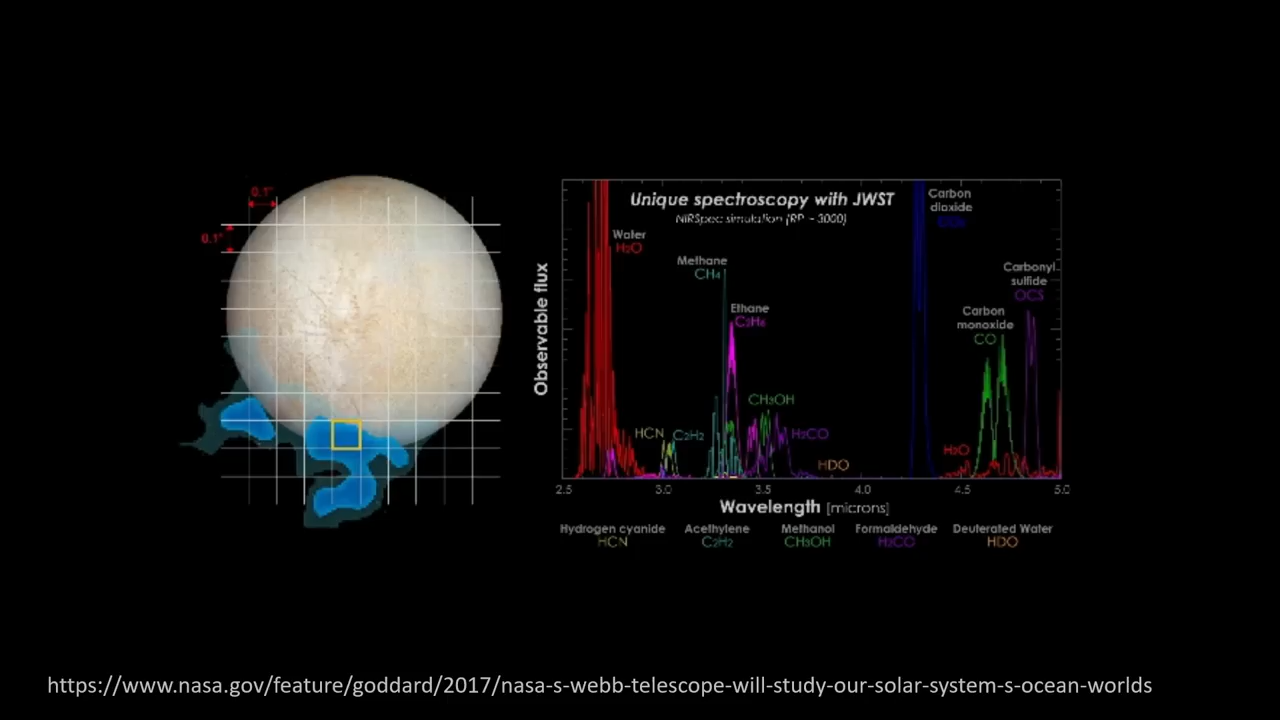 0.1"
0.1"
Unique spectroscopy with JWST
NIRSpec simulation (RP ~ 3000)
Observable flux
Water
H2O
Methane
CH4
Ethane
C2H6
Carbon
dioxide
CO2
Carbonyl
sulfide
OCS
Carbon
monoxide
CO
CH3OH
HCN
C2H2
H2CO
HDO
H2O
2.5 3.0 3.5 4.0 4.5 5.0
Wavelength [microns]
Hydrogen cyanide Acethylene Methanol Formaldehyde Deuterated Water
HCN C2H2 CH3OH H2CO HDO
https://www.nasa.gov/feature/goddard/2017/nasa-s-webb-telescope-will-study-our-solar-system-s-ocean-worlds